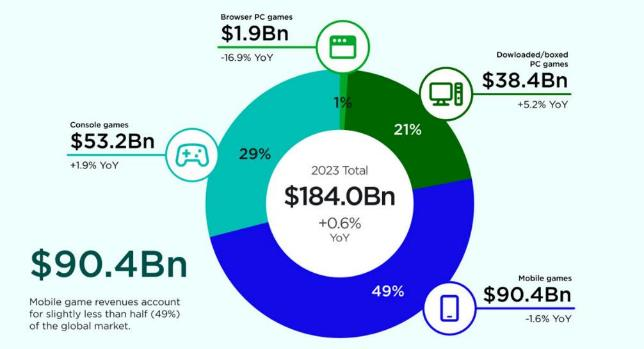 Browser PC games
$1.9Bn
-16.9% YoY
Dowloaded/boxed
PC games
$38.4Bn
+5.2% YoY
1%
21%
Console games
$53.2Bn
+1.9% YoY
29%
2023 Total
$184.0Bn
+0.6%
YoY
$90.4Bn
Mobile game revenues account
for slightly less than half (49%)
of the global market.
49%
Mobile games
$90.4Bn
-1.6% YoY